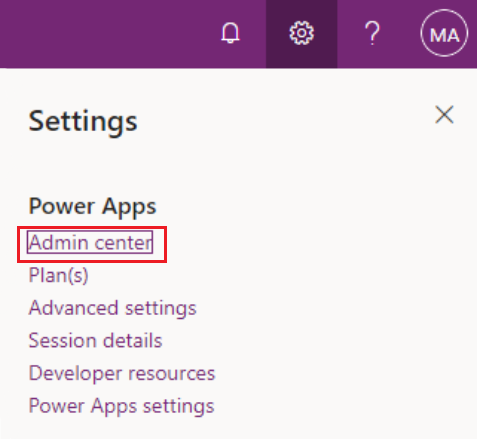 MA
Settings
Power Apps
Admin center
Plan(s)
Advanced settings
Session details
Developer resources
Power Apps settings